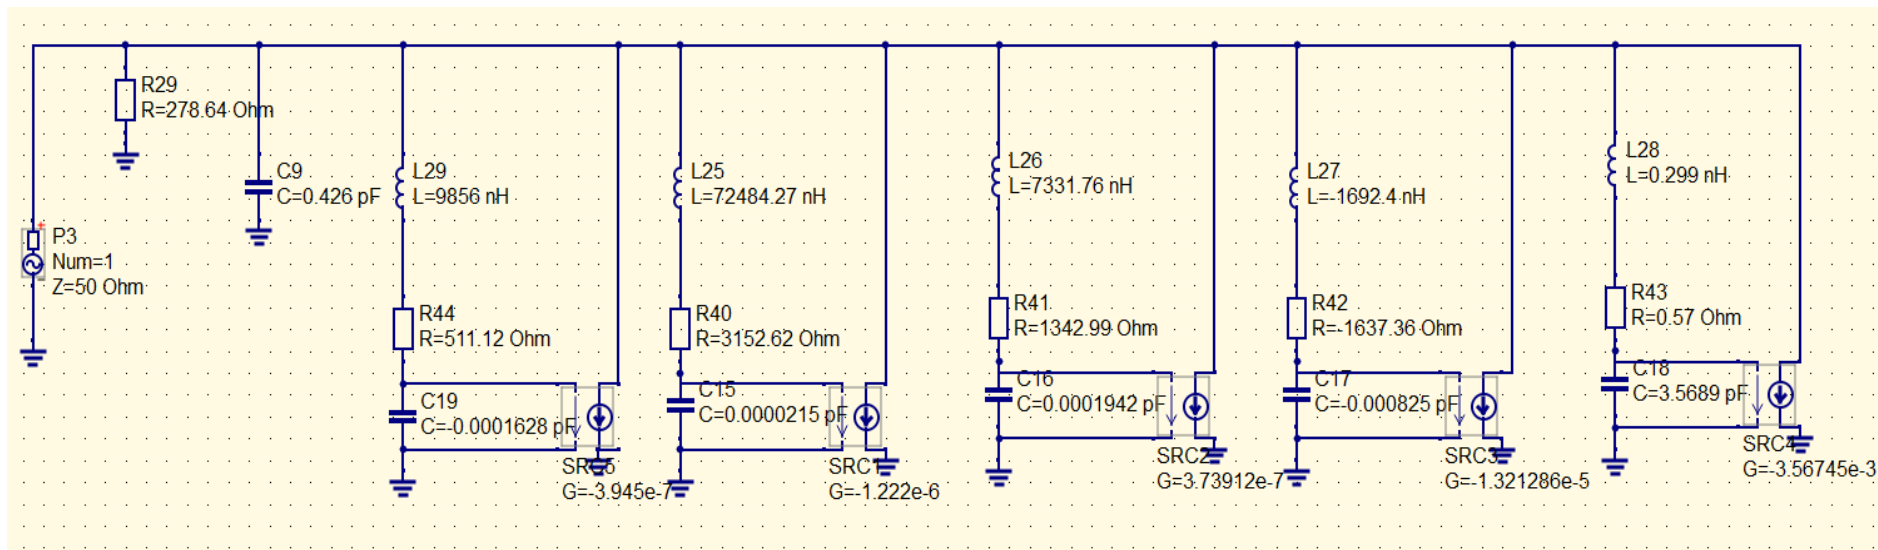 R29
R=278.64 Ohm
C9
C=0.426 pF
P3
Num=1
Z=50 Ohm
L29
L=9856 nH
R44
R=511.12 Ohm
C19
C=-0.0001628 pF
SRC5
G=-3.945e-7
L25
L=72484.27 nH
R40
R=3152.62 Ohm
C15
C=0.0000215 pF
SRC1
G=-1.222e-6
L26
L=7331.76 nH
R41
R=1342.99 Ohm
C16
C=0.0001942 pF
SRC2
G=3.73912e-7
L27
L=-1692.4 nH
R42
R=-1637.36 Ohm
C17
C=-0.000825 pF
SRC3
G=-1.321286e-5
L28
L=0.299 nH
R43
R=0.57 Ohm
C18
C=3.5689 pF
SRC4
G=-3.56745e-3